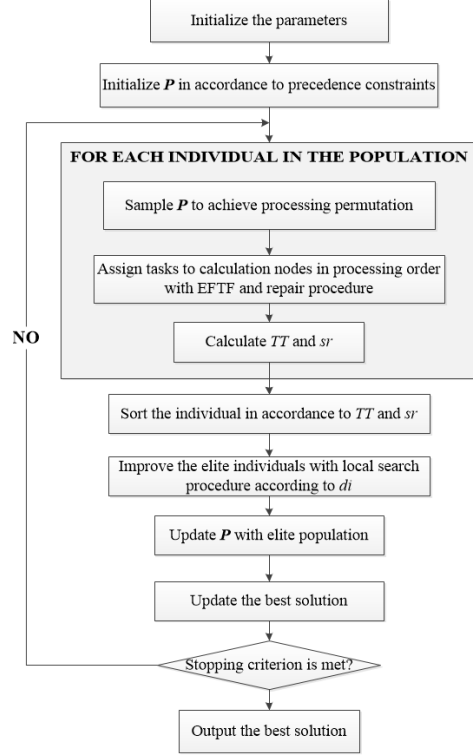 Initialize the parameters
Initialize P in accordance to precedence constraints
FOR EACH INDIVIDUAL IN THE POPULATION
Sample P to achieve processing permutation
Assign tasks to calculation nodes in processing order
with EFTF and repair procedure
Calculate TT and sr
NO
Sort the individual in accordance to TT and sr
Improve the elite individuals with local search
procedure according to di
Update P with elite population
Update the best solution
Stopping criterion is met?
Output the best solution